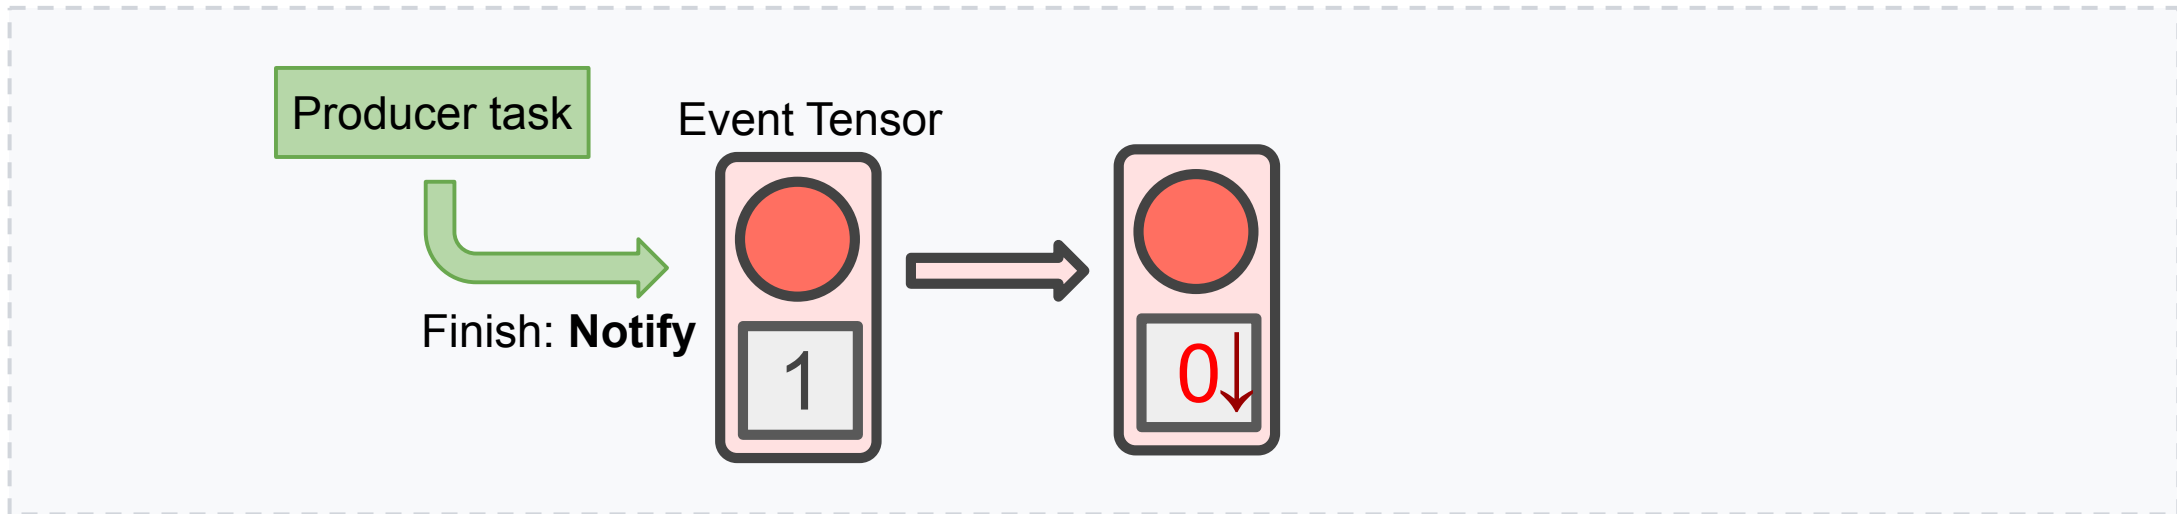 Producer task
Event Tensor
Finish: Notify
1
0↓